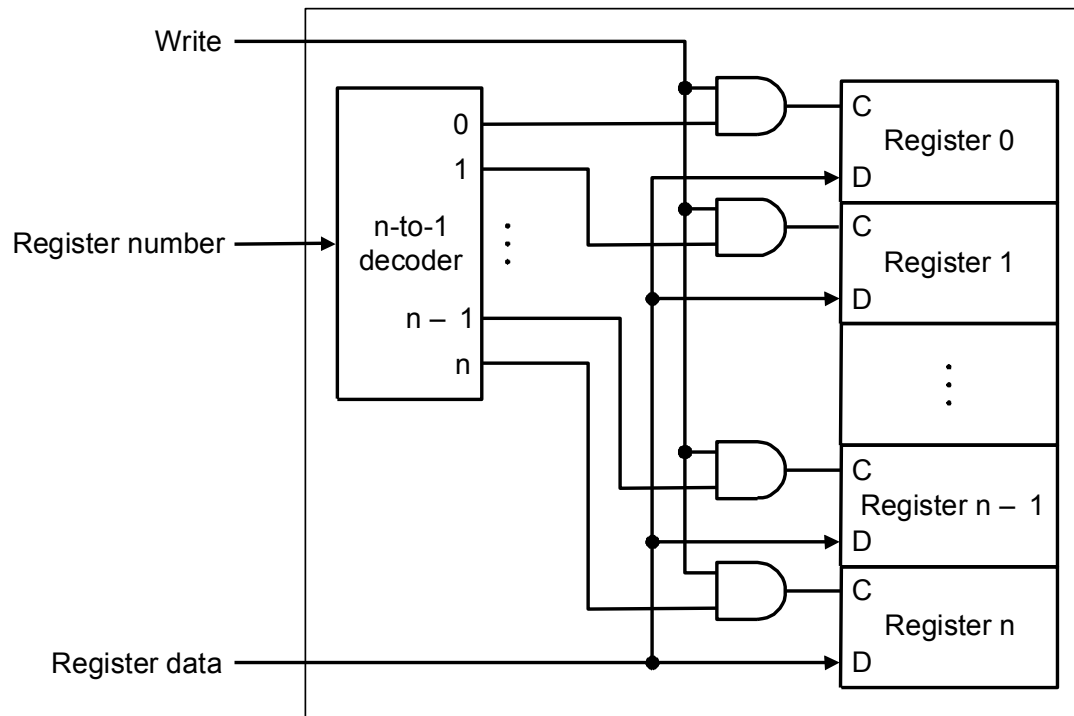 Write
0
C
Register 0
1
D
Register number
n-to-1
decoder
C
Register 1
D
n – 1
n
C
Register n – 1
D
C
Register n
Register data
D